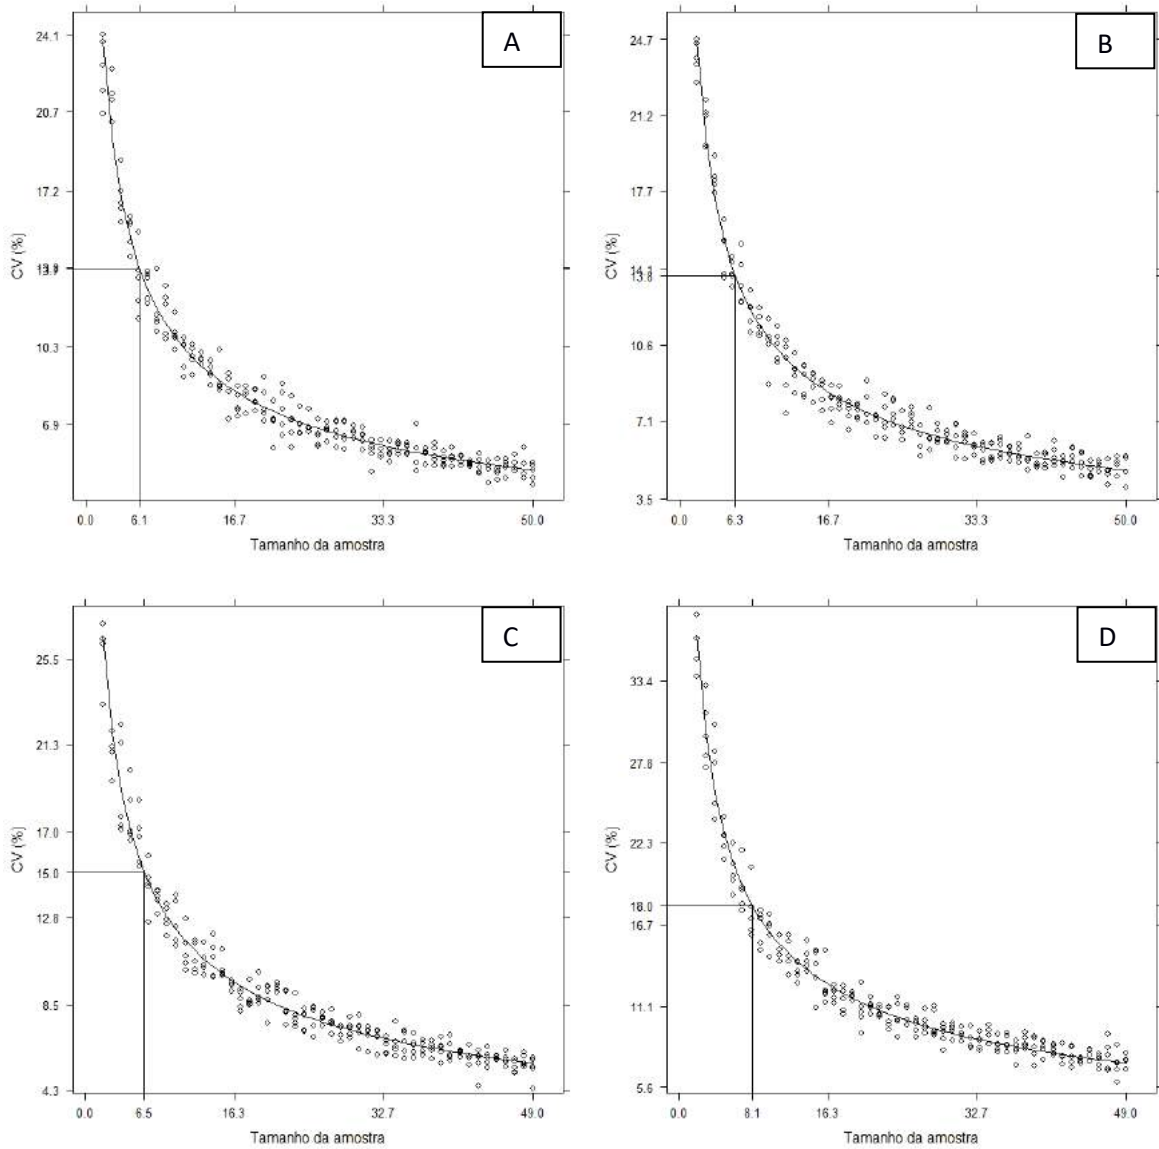 A
24.1
20.7
17.2
10.3
6.9
CV (%)
0.0 6.1 16.7 33.3 50.0
Tamanho da amostra
B
24.7
21.2
17.7
14.1
13.8
10.6
7.1
3.5
CV (%)
0.0 6.3 16.7 33.3 50.0
Tamanho da amostra
C
25.5
21.3
17.0
15.0
12.8
8.5
4.3
CV (%)
0.0 6.5 16.3 32.7 49.0
Tamanho da amostra
D
33.4
27.8
22.3
18.0
16.7
11.1
5.6
CV (%)
0.0 8.1 16.3 32.7 49.0
Tamanho da amostra